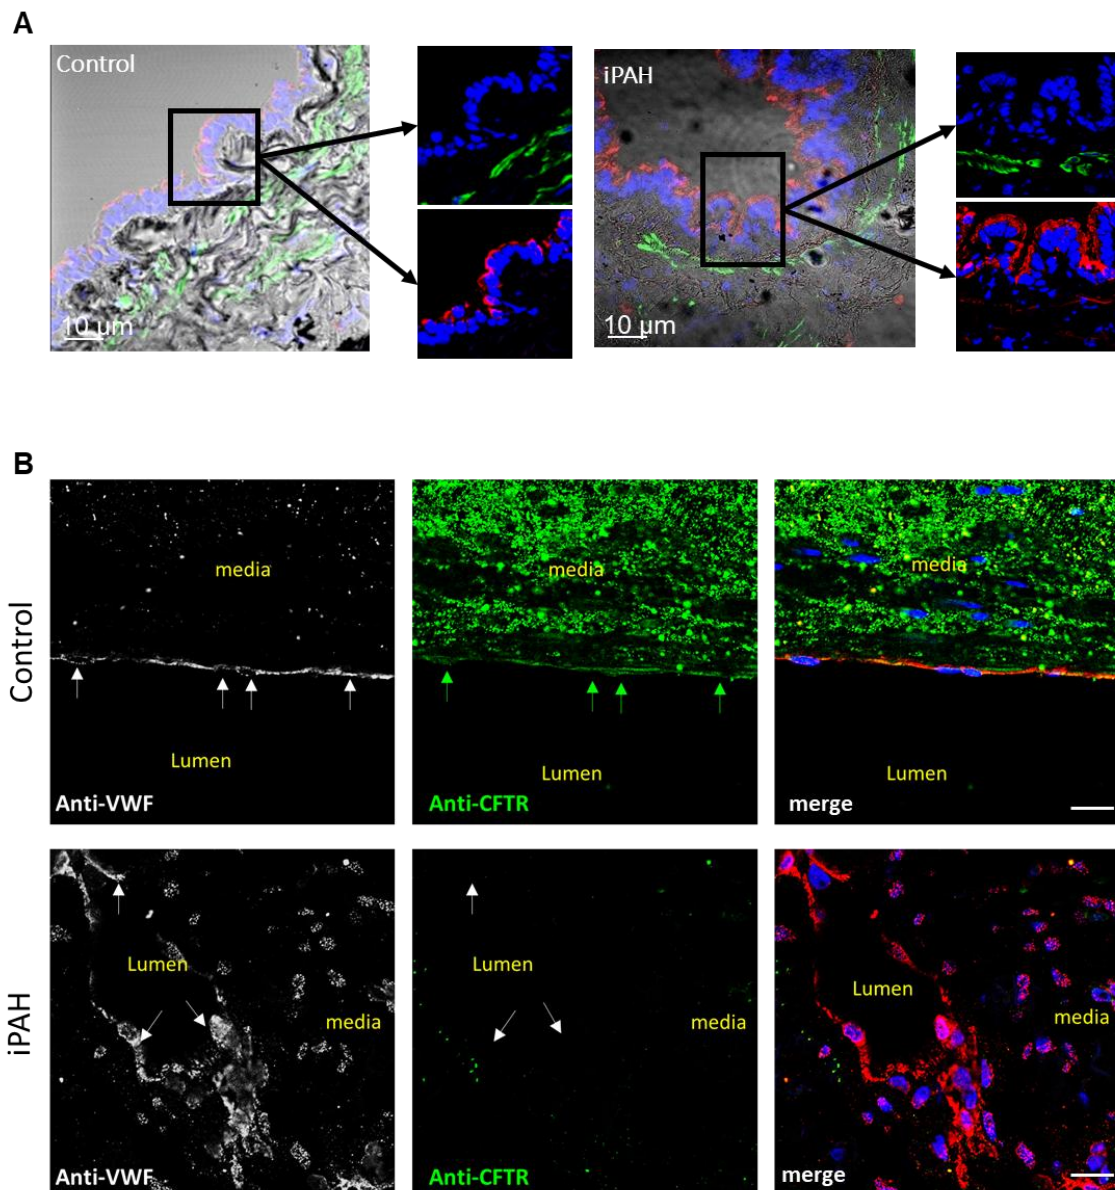 A
Control
10 µm
iPAH
10 µm
B
Control
media
Lumen
Anti-VWF
media
Lumen
Anti-CFTR
media
Lumen
merge
iPAH
Lumen
media
Anti-VWF
Lumen
media
Anti-CFTR
Lumen
media
merge